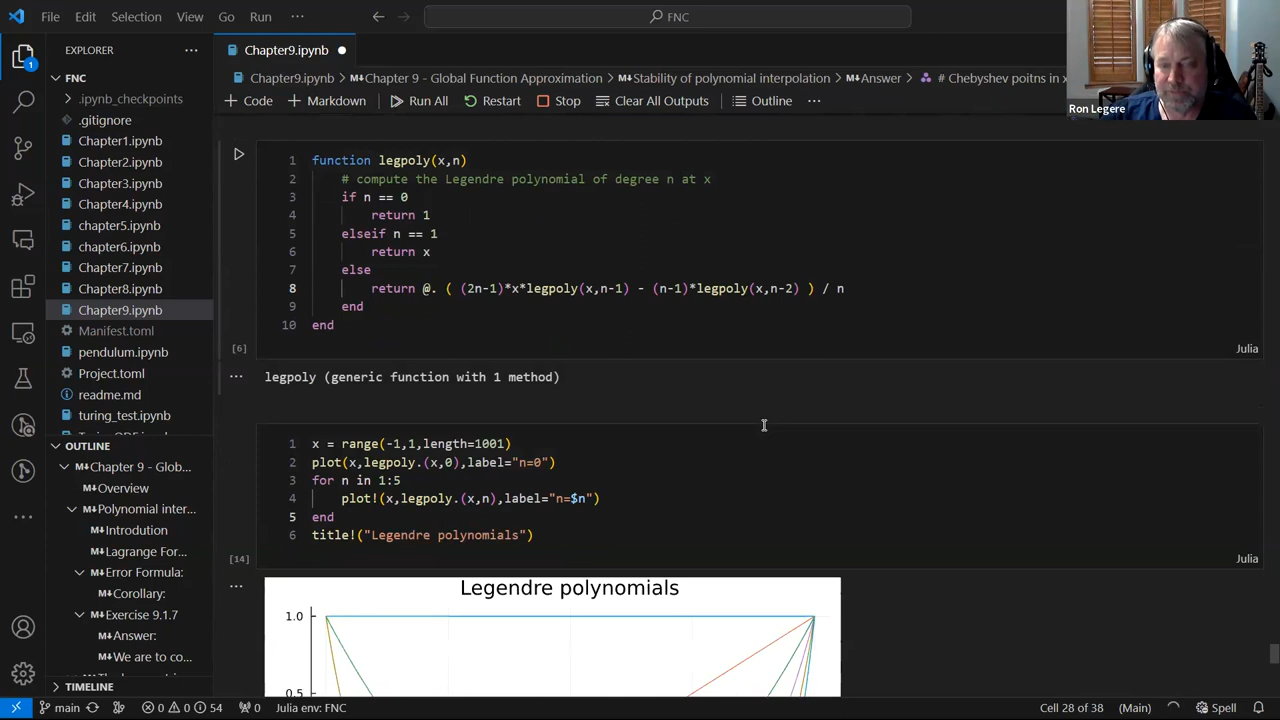 File Edit Selection View Go Run ··· FNC
EXPLORER ···
FNC
.ipynb_checkpoints
.gitignore
Chapter1.ipynb
Chapter2.ipynb
Chapter3.ipynb
Chapter4.ipynb
chapter5.ipynb
chapter6.ipynb
Chapter7.ipynb
Chapter8.ipynb
Chapter9.ipynb
Manifest.toml
pendulum.ipynb
Project.toml
readme.md
turing_test.ipynb
OUTLINE
Chapter 9 - Glob...
Overview
Polynomial inter...
Introdution
Lagrange For...
Error Formula:
Corollary:
Exercise 9.1.7
Answer:
We are to co...
TIMELINE
Chapter9.ipynb
Chapter9.ipynb > Chapter 9 - Global Function Approximation > Stability of polynomial interpolation > Answer > # Chebyshev poitns in x
+ Code + Markdown Run All Restart Stop Clear All Outputs Outline ···
Ron Legere
1 function legpoly(x,n)
2 # compute the Legendre polynomial of degree n at x
3 if n == 0
4 return 1
5 elseif n == 1
6 return x
7 else
8 return @. ( (2n-1)*x*legpoly(x,n-1) - (n-1)*legpoly(x,n-2) ) / n
9 end
10 end
[6] Julia
··· legpoly (generic function with 1 method)
1 x = range(-1,1,length=1001)
2 plot(x,legpoly.(x,0),label="n=0")
3 for n in 1:5
4 plot!(x,legpoly.(x,n),label="n=$n")
5 end
6 title!("Legendre polynomials")
[14] Julia
···
Legendre polynomials
1.0
0.5
main 0 0 54 0 Julia env: FNC Cell 28 of 38 (Main) Spell